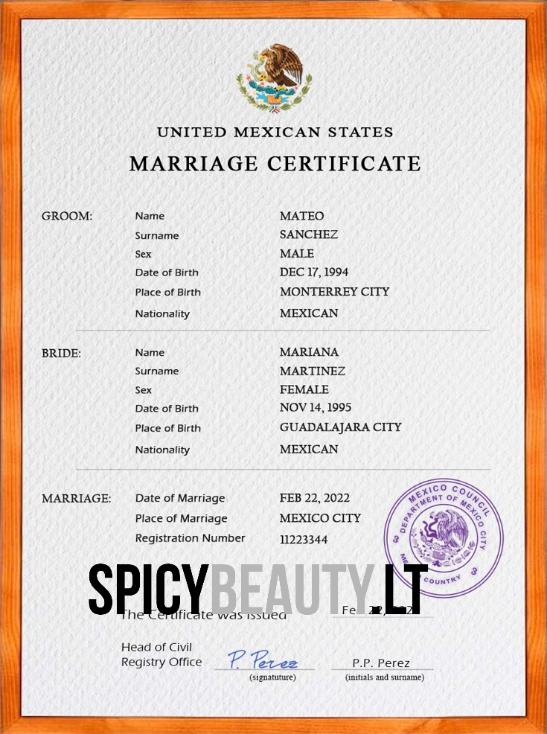 UNITED MEXICAN STATES
MARRIAGE CERTIFICATE
GROOM: Name MATEO
Surname SANCHEZ
Sex MALE
Date of Birth DEC 17, 1994
Place of Birth MONTERREY CITY
Nationality MEXICAN
BRIDE: Name MARIANA
Surname MARTINEZ
Sex FEMALE
Date of Birth NOV 14, 1995
Place of Birth GUADALAJARA CITY
Nationality MEXICAN
MARRIAGE: Date of Marriage FEB 22, 2022
Place of Marriage MEXICO CITY
Registration Number 11223344
MEXICO COUNCIL
DEPARTMENT OF MEXICO CITY
COUNTRY
SPICYBEAUTY.LT
The Certificate was issued
Head of Civil
Registry Office P. Perez P.P. Perez
(signatuture) (initials and surname)